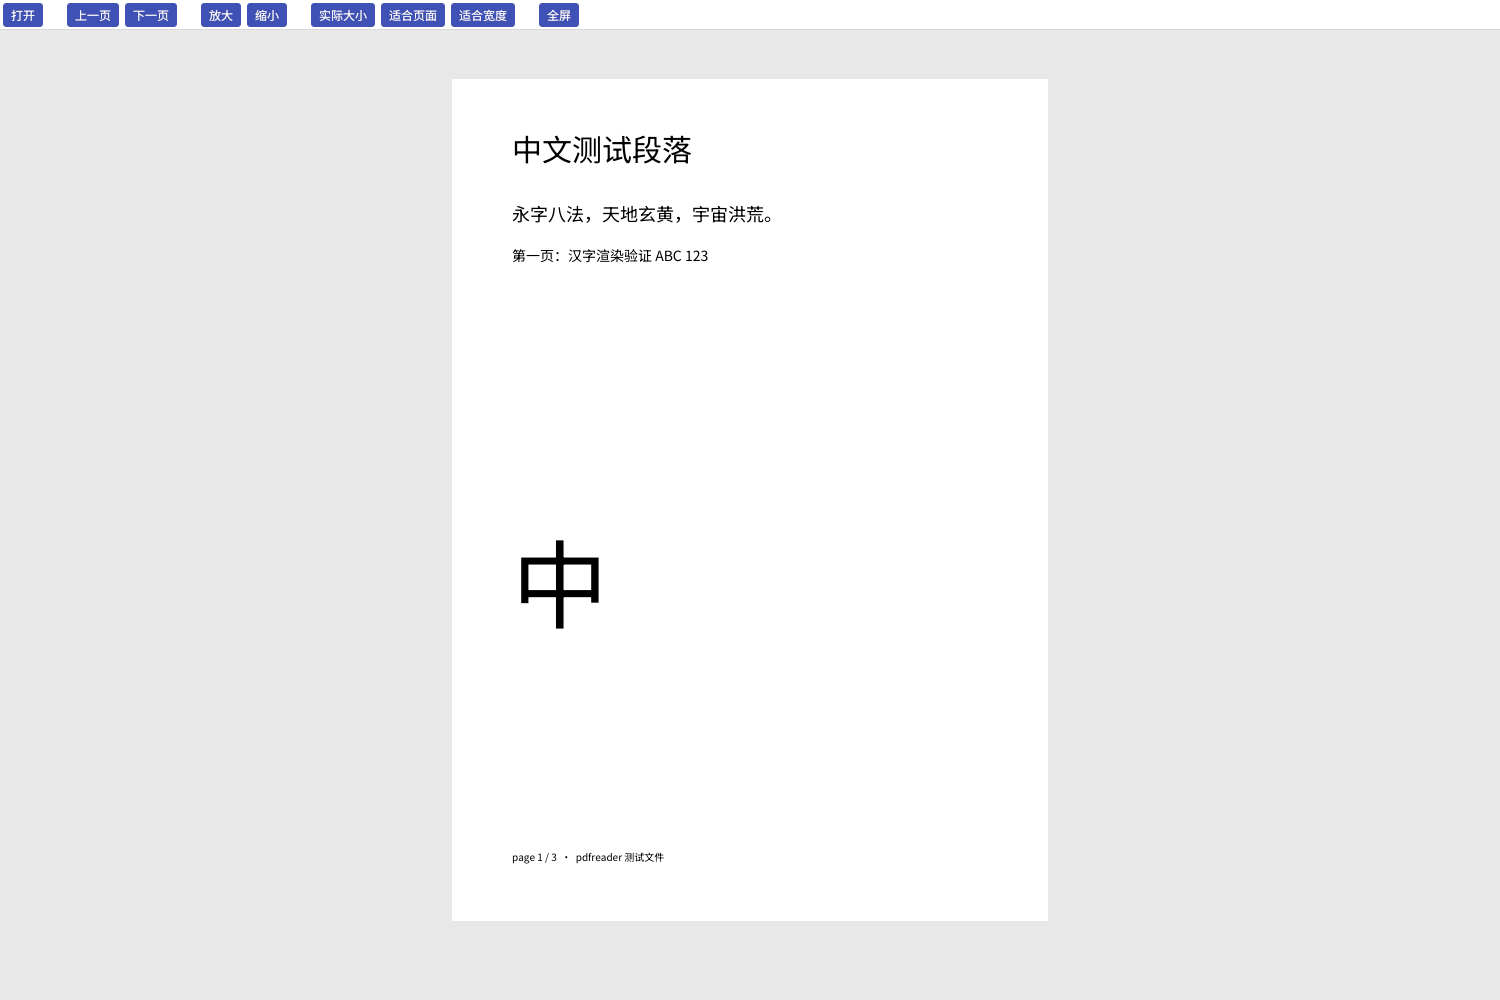 打开 上一页 下一页 放大 缩小 实际大小 适合页面 适合宽度 全屏
中文测试段落
永字八法，天地玄黄，宇宙洪荒。
第一页：汉字渲染验证 ABC 123
中
page 1 / 3 · pdfreader 测试文件